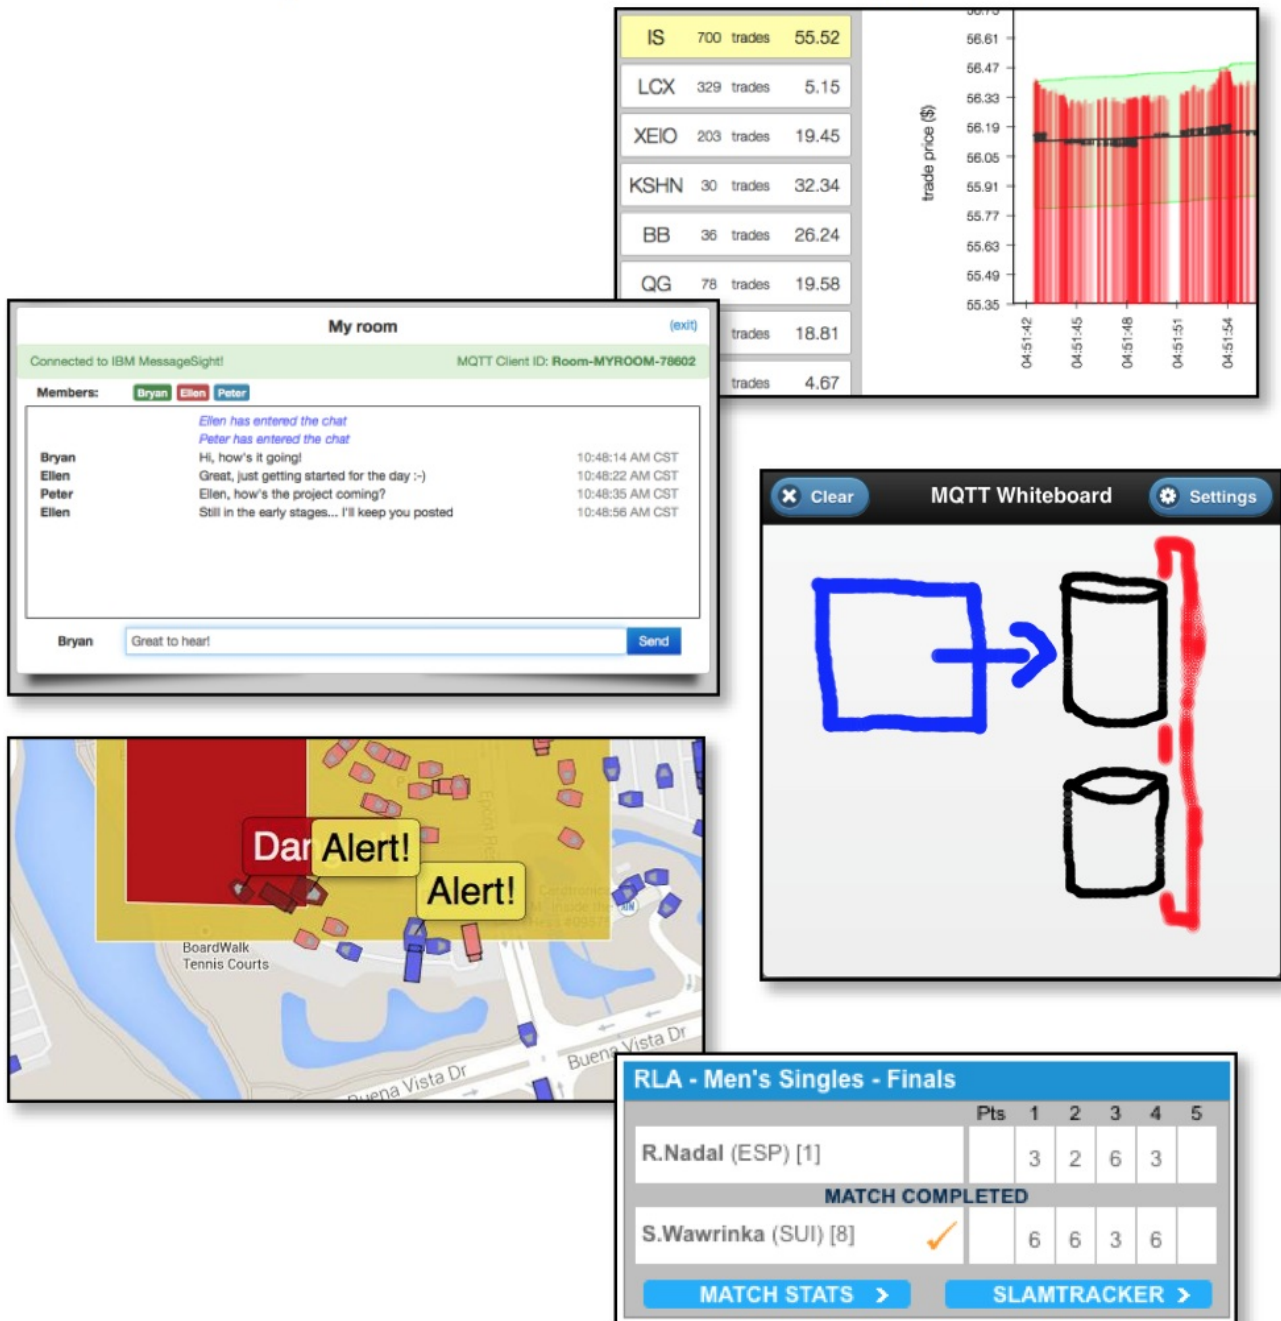 IS 700 trades 55.52
LCX 329 trades 5.15
XEIO 203 trades 19.45
KSHN 30 trades 32.34
BB 36 trades 26.24
QG 78 trades 19.58
trades 18.81
trades 4.67
trade price ($)
56.61
56.47
56.33
56.19
56.05
55.91
55.77
55.63
55.49
55.35
04:51:42
04:51:45
04:51:48
04:51:51
04:51:54
My room
(exit)
Connected to IBM MessageSight!
MQTT Client ID: Room-MYROOM-78602
Members: Bryan Ellen Peter
Ellen has entered the chat
Peter has entered the chat
Bryan Hi, how's it going! 10:48:14 AM CST
Ellen Great, just getting started for the day :-) 10:48:22 AM CST
Peter Ellen, how's the project coming? 10:48:35 AM CST
Ellen Still in the early stages... I'll keep you posted 10:48:56 AM CST
Bryan Great to hear! Send
Clear MQTT Whiteboard Settings
Alert!
Alert!
BoardWalk
Tennis Courts
Buena Vista Dr
Buena Vista Dr
RLA - Men's Singles - Finals
Pts 1 2 3 4 5
R.Nadal (ESP) [1] 3 2 6 3
MATCH COMPLETED
S.Wawrinka (SUI) [8] 6 6 3 6
MATCH STATS >
SLAMTRACKER >